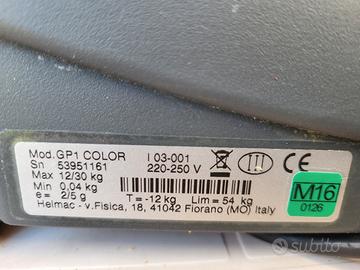 Mod.GP1 COLOR I 03-001
Sn 53951161 220-250 V
Max 12/30 kg
Min 0,04 kg
e = 2/5 g T = -12 kg Lim = 54 kg
Helmac - v.Fisica, 18, 41042 Fiorano (MO) Italy
III
CE
M16
0126
subito